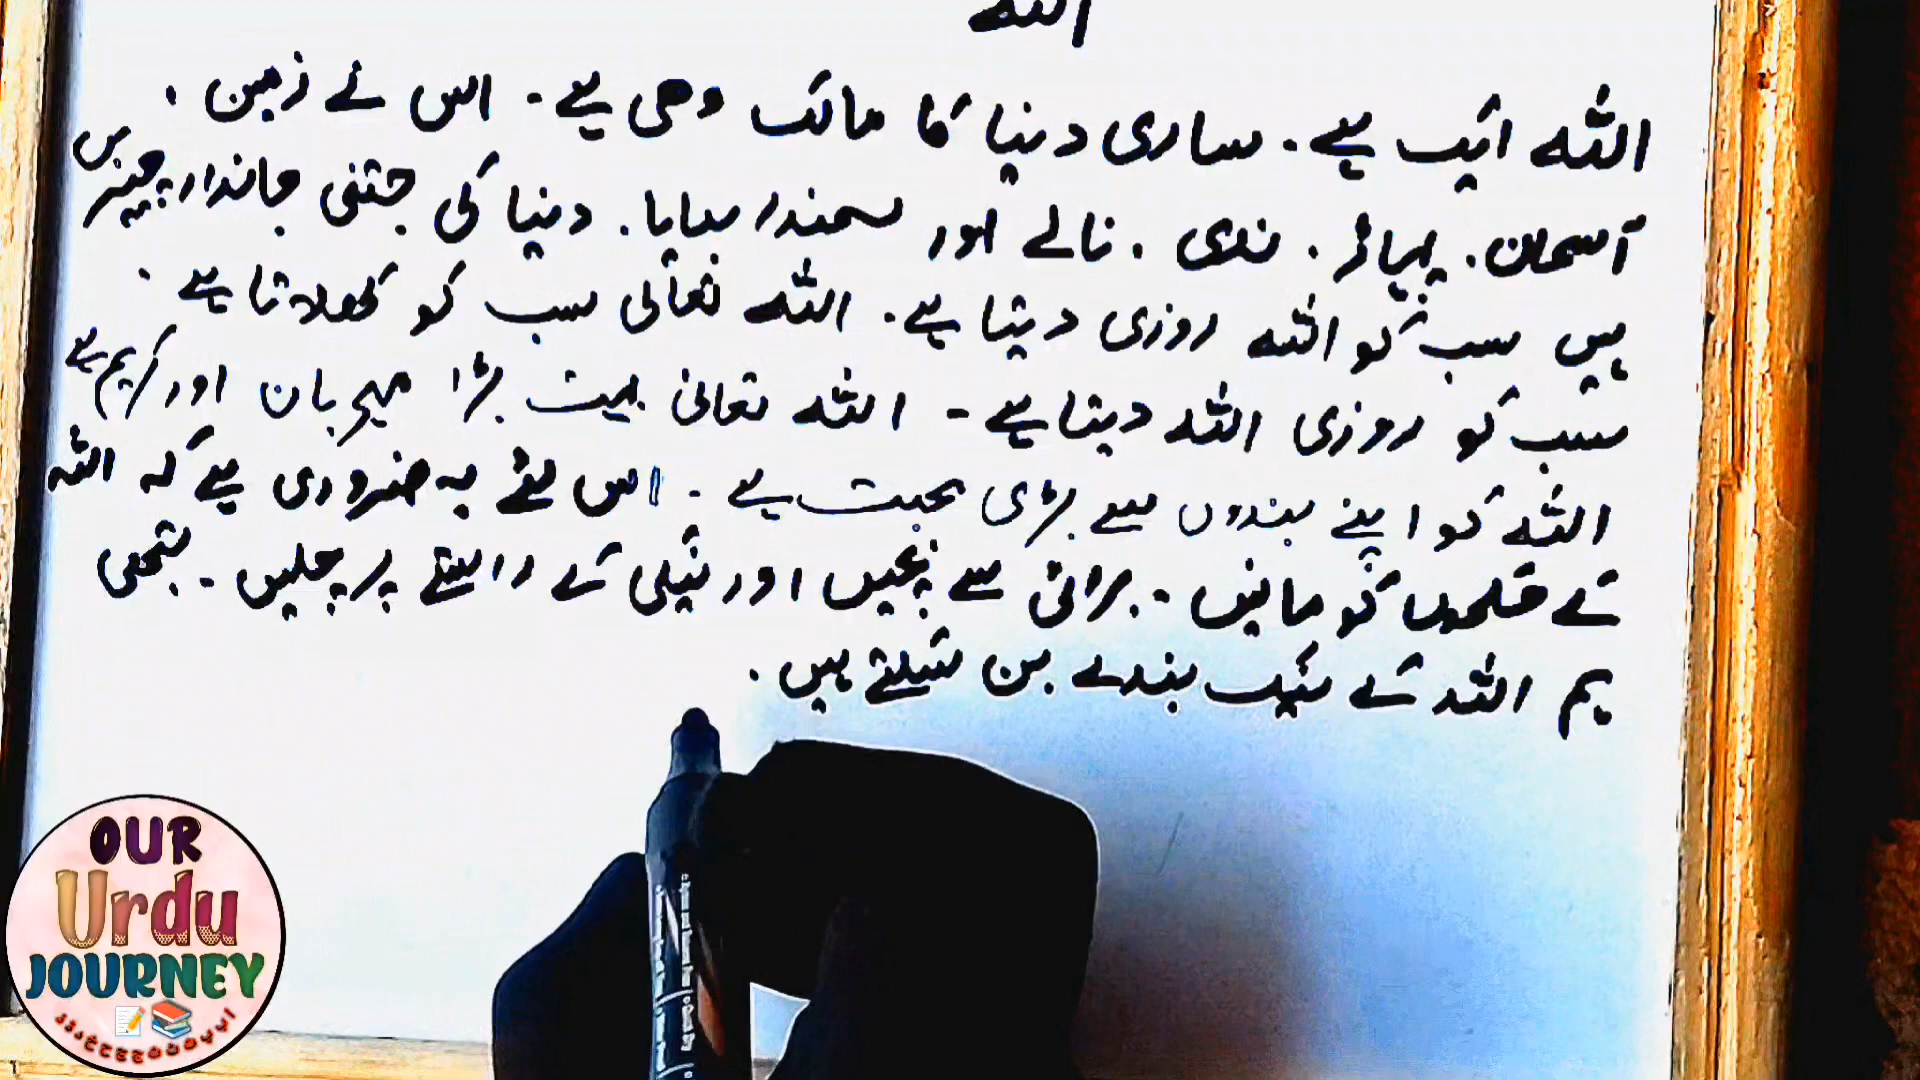 اللہ
اللہ ایک ہے۔ ساری دنیا کا مالک وہی ہے۔ اس نے زمین۔
آسمان۔ پہاڑ۔ ندی۔ نالے اور سمندر بنایا۔ دنیا کی جتنی جاندار چیزیں
ہیں سب کو اللہ روزی دیتا ہے۔ اللہ تعالی سب کو کھلاتا ہے۔
سب کو روزی اللہ دیتا ہے۔ اللہ تعالیٰ بہت بڑا مہربان اور کریم ہے
اللہ کو اپنے بندوں سے بڑی محبت ہے۔ اس لئے یہ ضروری ہے کہ اللہ
کے حکموں کو مانیں۔ برائی سے بچیں اور نیکی کے راستے پر چلیں۔ تبھی
ہم اللہ کے نیک بندے بن سکتے ہیں۔
OUR
Urdu
JOURNEY